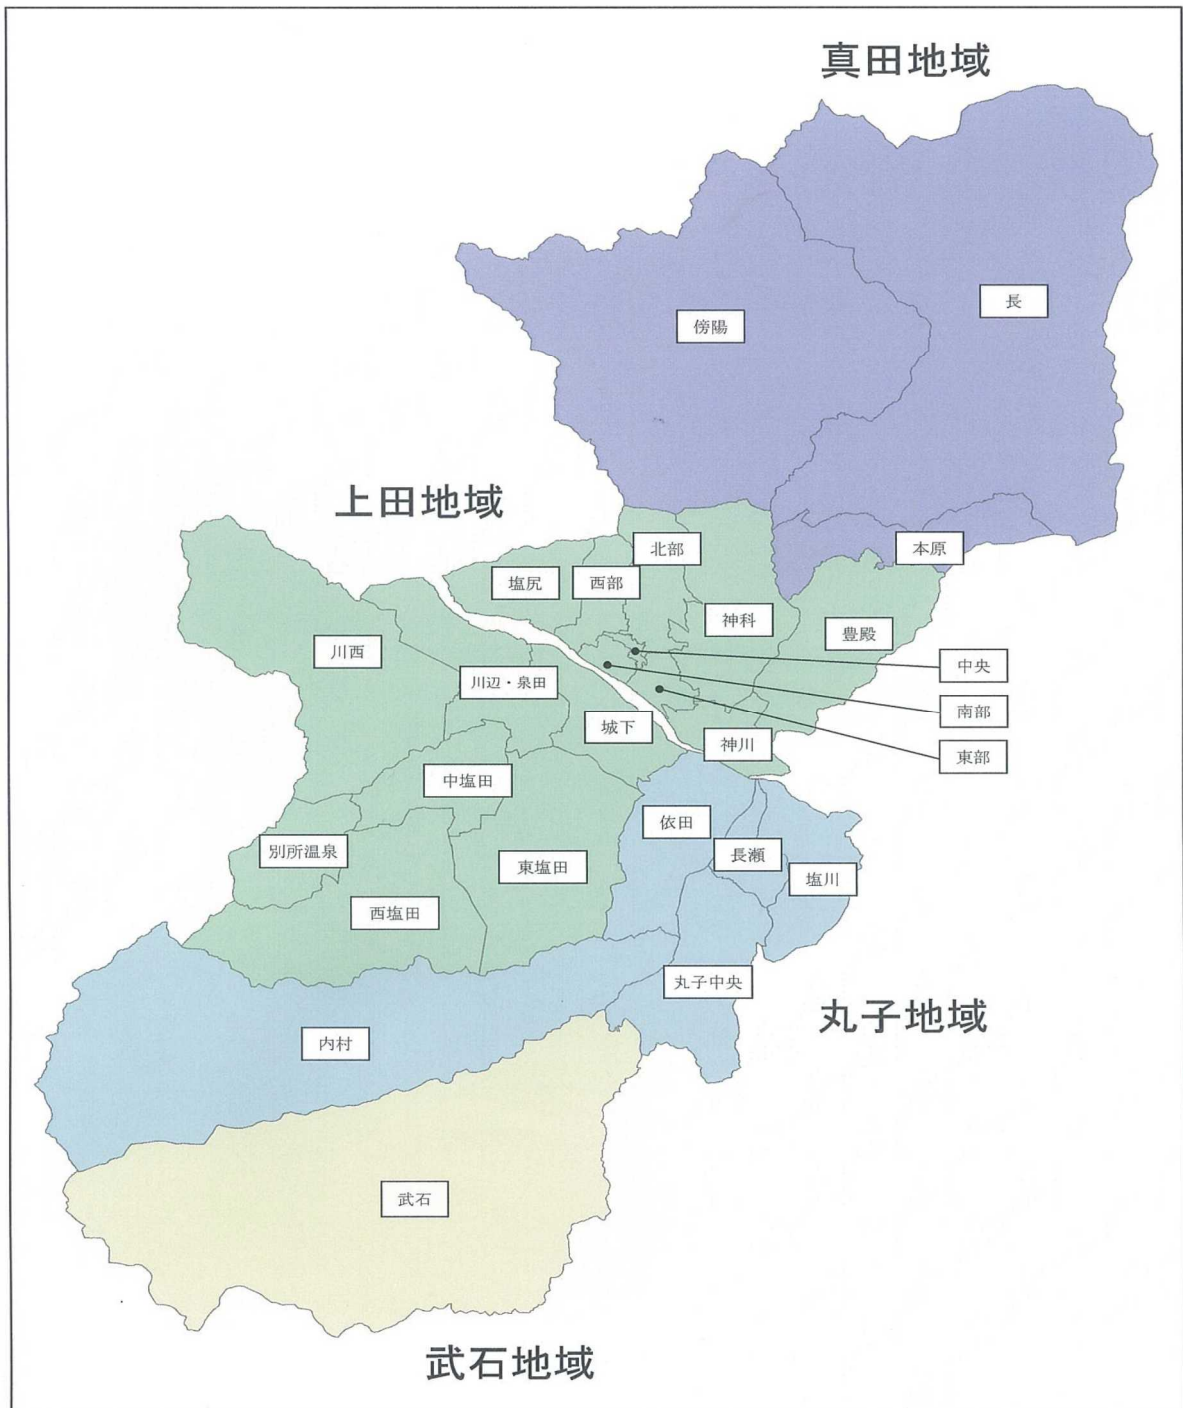 真田地域
長
傍陽
上田地域
北部
本原
塩尻
西部
神科
豊殿
川西
中央
川辺・泉田
南部
城下
神川
東部
中塩田
依田
別所温泉
長瀬
東塩田
塩川
西塩田
丸子中央
丸子地域
内村
武石
武石地域